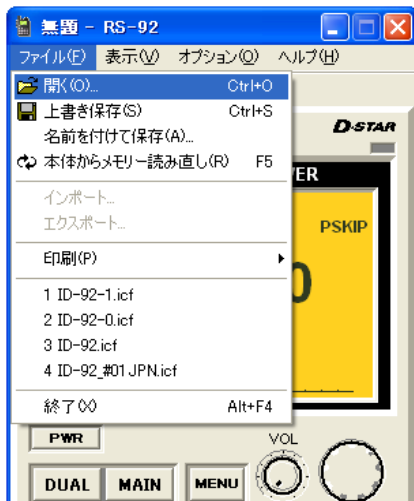 無題 - RS-92
ファイル(F) 表示(V) オプション(O) ヘルプ(H)
開く(O)... Ctrl+O
上書き保存(S) Ctrl+S
名前を付けて保存(A)...
本体からメモリー読み直し(R) F5
インポート...
エクスポート...
印刷(P)
1 ID-92-1.icf
2 ID-92-0.icf
3 ID-92.icf
4 ID-92_#01JPN.icf
終了(X) Alt+F4
D-STAR
ER
PSKIP
0
PWR
VOL
DUAL MAIN MENU